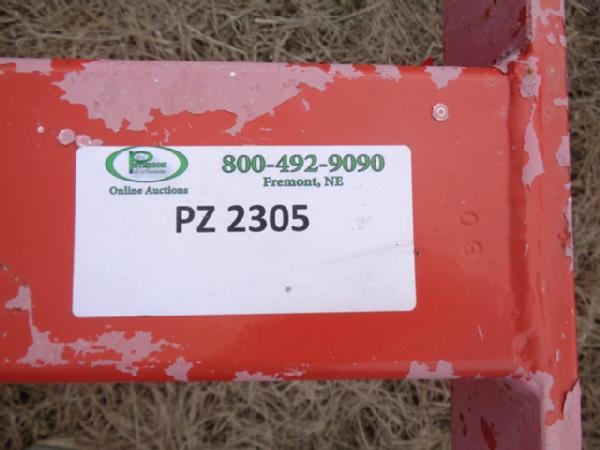 800-492-9090
Fremont, NE
Online Auctions
PZ 2305